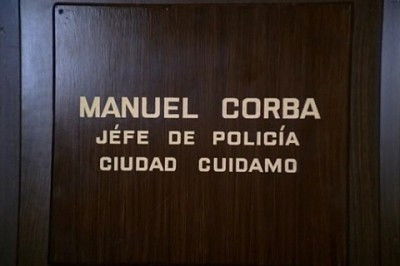 MANUEL CORBA
JÉFE DE POLICÍA
CIUDAD CUIDAMO